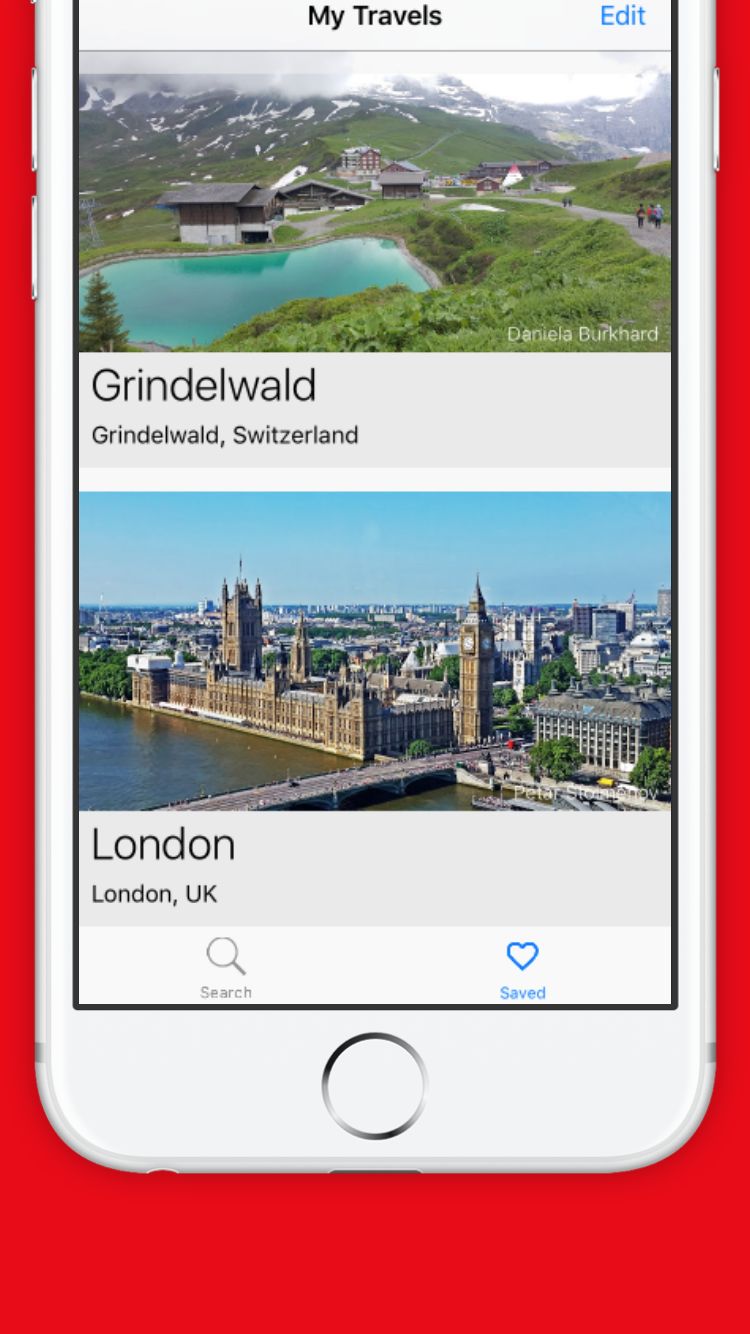 My Travels
Edit
Daniela Burkhard
Grindelwald
Grindelwald, Switzerland
Petar Stoimenov
London
London, UK
Search
Saved